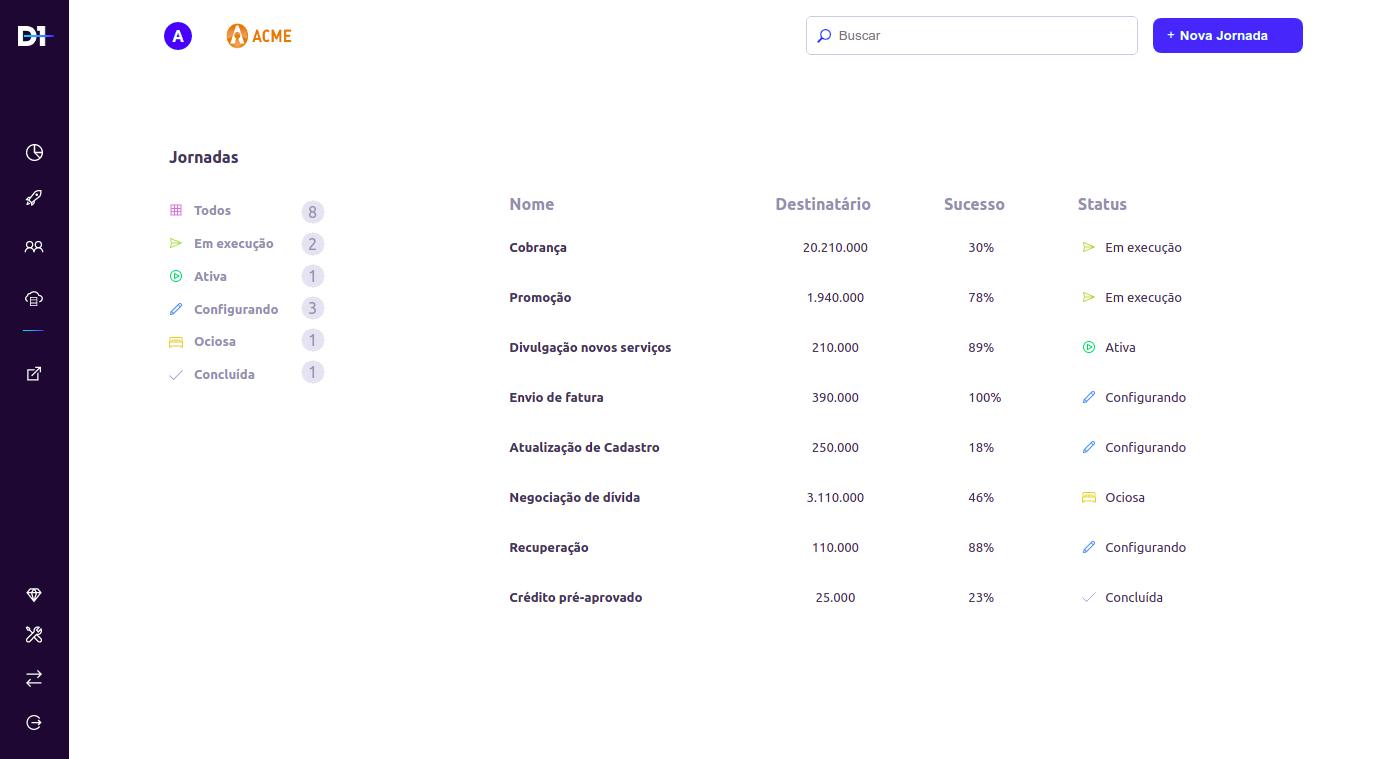 D1
A
ACME
Buscar
+ Nova Jornada
Jornadas
Todos 8
Em execução 2
Ativa 1
Configurando 3
Ociosa 1
Concluída 1
Nome Destinatário Sucesso Status
Cobrança 20.210.000 30% Em execução
Promoção 1.940.000 78% Em execução
Divulgação novos serviços 210.000 89% Ativa
Envio de fatura 390.000 100% Configurando
Atualização de Cadastro 250.000 18% Configurando
Negociação de dívida 3.110.000 46% Ociosa
Recuperação 110.000 88% Configurando
Crédito pré-aprovado 25.000 23% Concluída